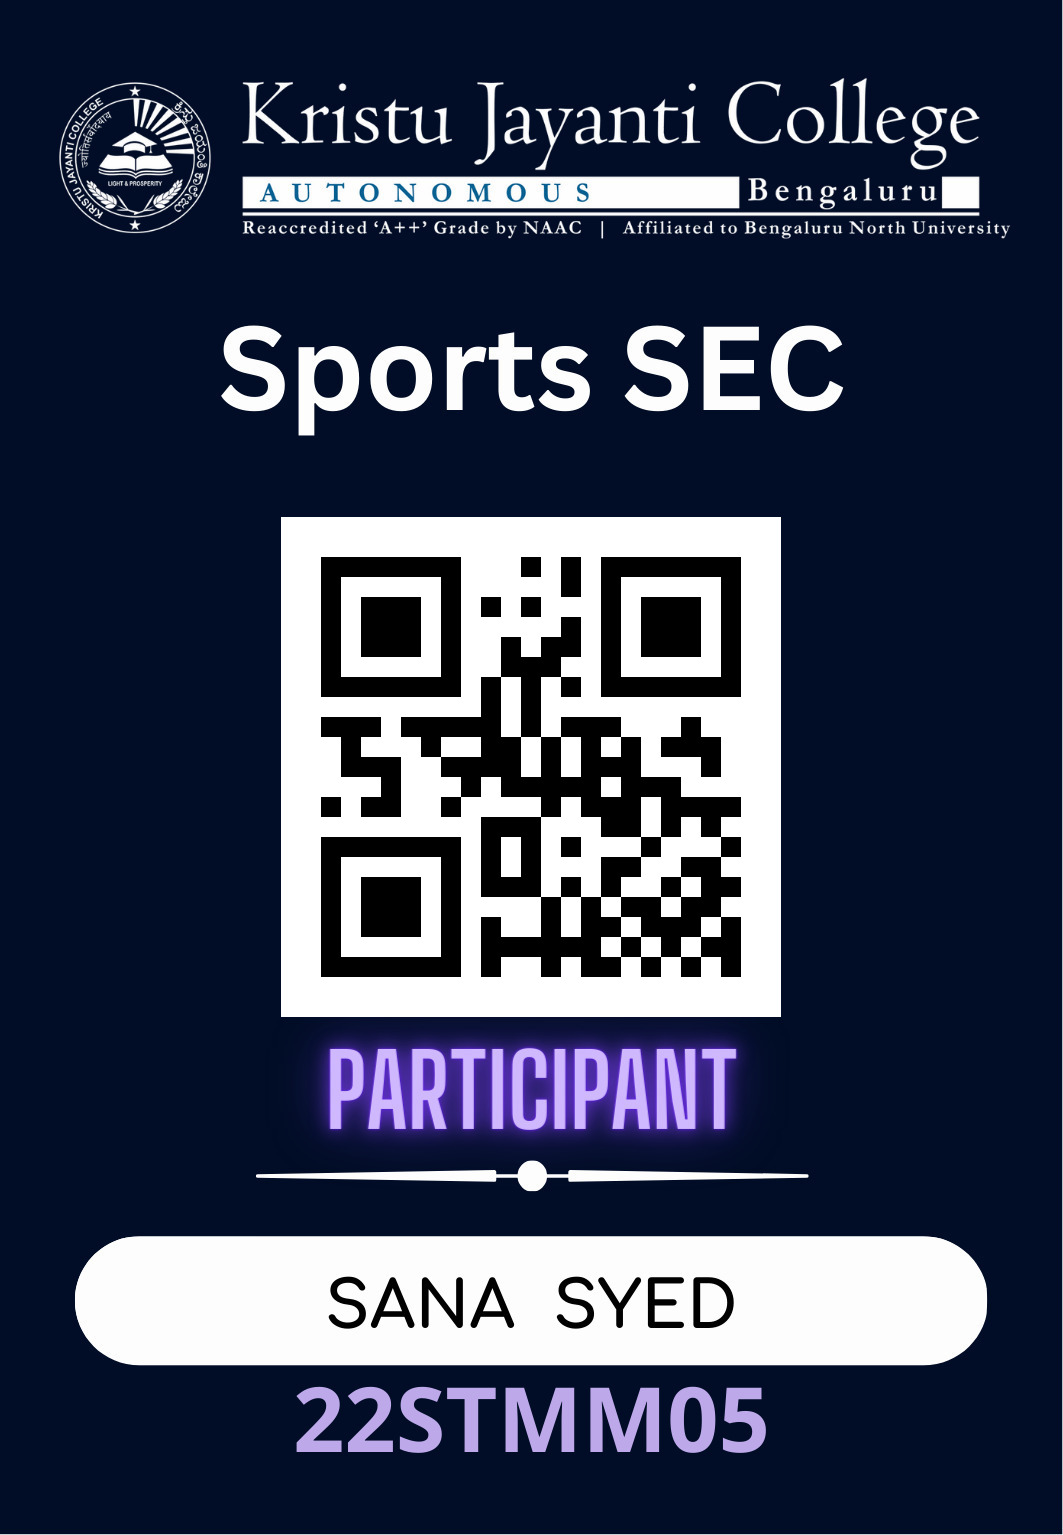 Kristu Jayanti College
AUTONOMOUS Bengaluru
Reaccredited ‘A++’ Grade by NAAC | Affiliated to Bengaluru North University
KRISTU JAYANTI COLLEGE
LIGHT & PROSPERITY
Sports SEC
PARTICIPANT
SANA SYED
22STMM05